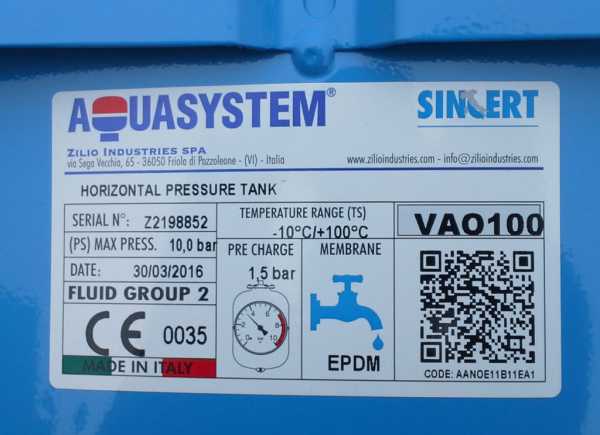 AQUASYSTEM®
SINCERT
ZILIO INDUSTRIES SPA
via Sega Vecchia, 65 - 36050 Friola di Pozzoleone - (VI) - Italia
www.zilioindustries.com - info@zilioindustries.com
HORIZONTAL PRESSURE TANK
SERIAL N°: Z2198852
TEMPERATURE RANGE (TS)
-10°C/+100°C
VAO100
(PS) MAX PRESS. 10,0 bar
PRE CHARGE
1,5 bar
MEMBRANE
DATE: 30/03/2016
FLUID GROUP 2
CE 0035
MADE IN ITALY
EPDM
CODE: AANOE11B11EA1